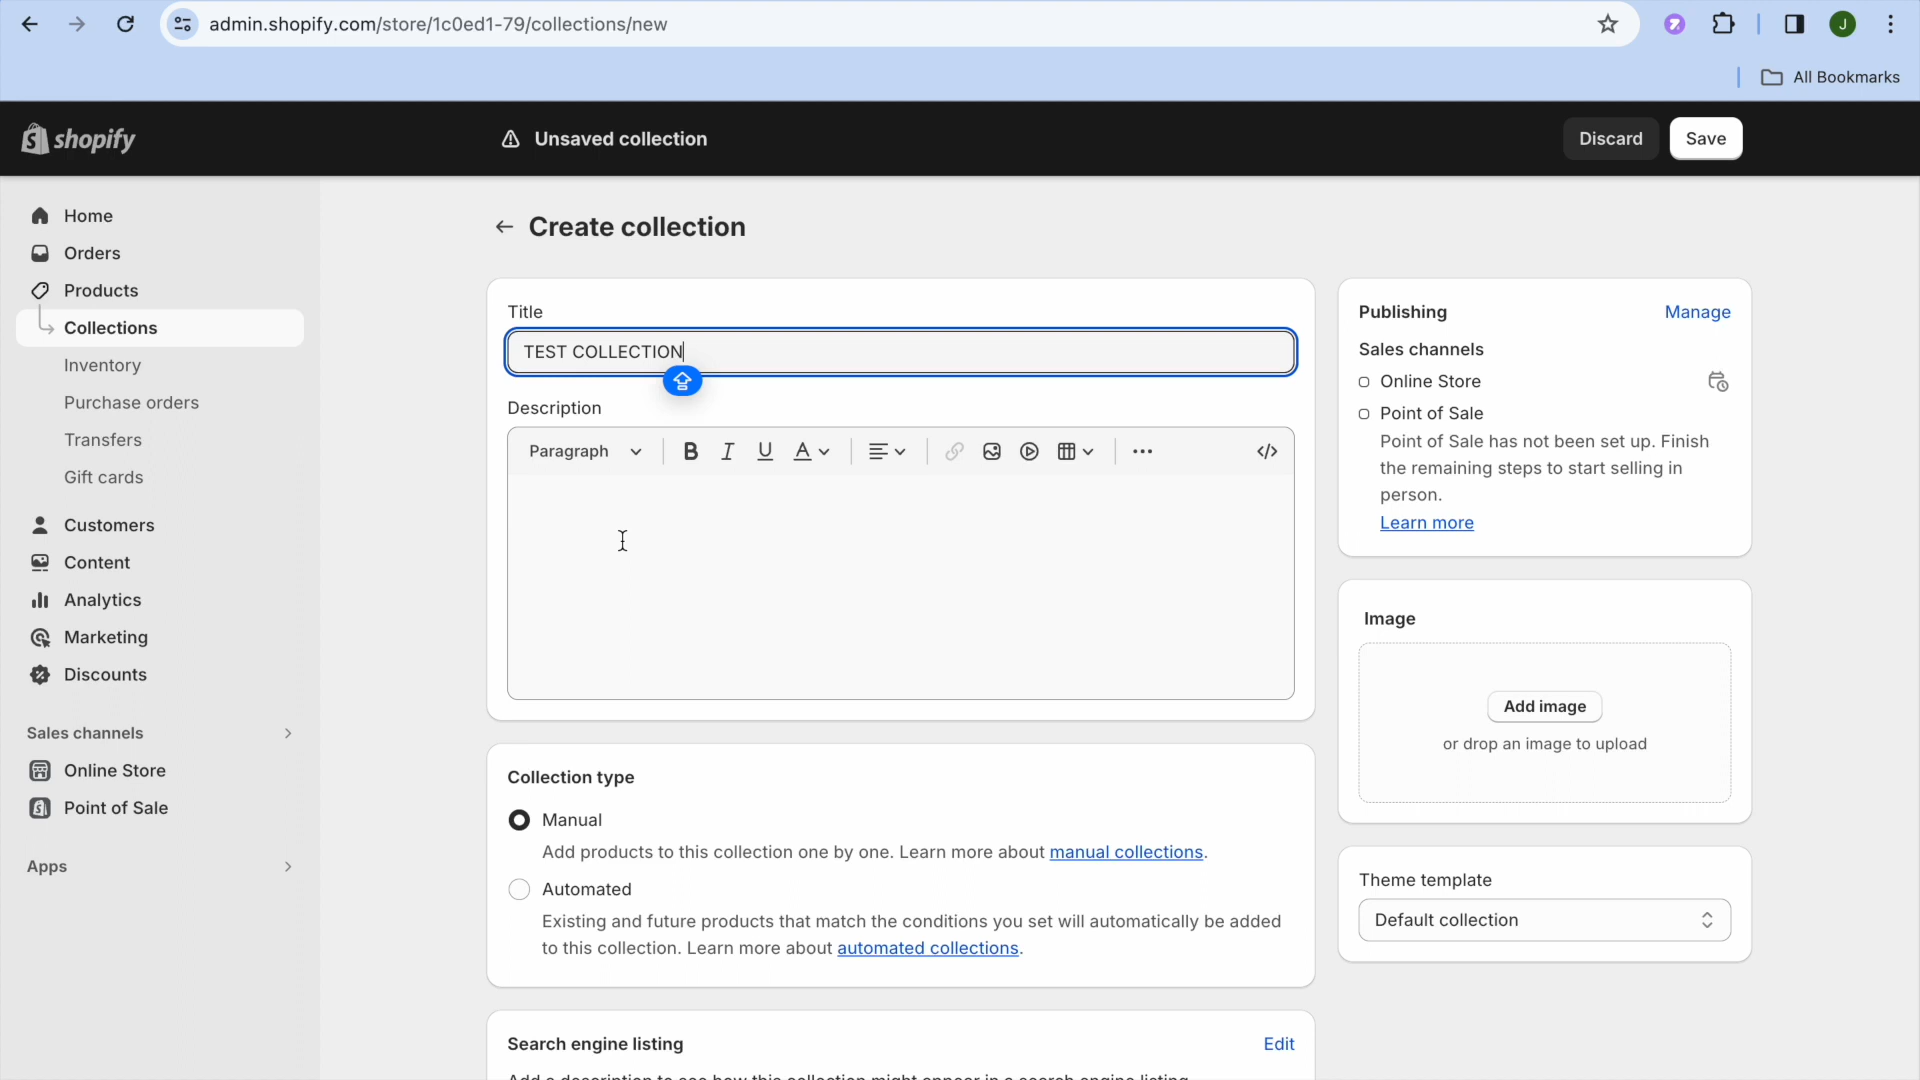 admin.shopify.com/store/1c0ed1-79/collections/new
J
All Bookmarks
shopify
Unsaved collection
Discard
Save
Home
Orders
Products
Collections
Inventory
Purchase orders
Transfers
Gift cards
Customers
Content
Analytics
Marketing
Discounts
Sales channels
Online Store
Point of Sale
Apps
Create collection
Title
TEST COLLECTION
Description
Paragraph
B I U A
Collection type
Manual
Add products to this collection one by one. Learn more about manual collections.
Automated
Existing and future products that match the conditions you set will automatically be added
to this collection. Learn more about automated collections.
Search engine listing
Edit
Add a description to see how this collection might appear in a search engine listing
Publishing
Manage
Sales channels
Online Store
Point of Sale
Point of Sale has not been set up. Finish
the remaining steps to start selling in
person.
Learn more
Image
Add image
or drop an image to upload
Theme template
Default collection